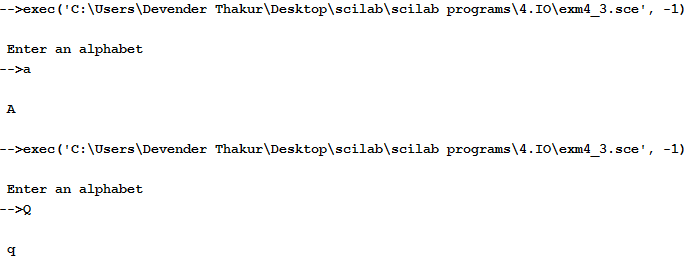 -->exec('C:\Users\Devender Thakur\Desktop\scilab\scilab programs\4.IO\exm4_3.sce', -1)
Enter an alphabet
-->a
A
-->exec('C:\Users\Devender Thakur\Desktop\scilab\scilab programs\4.IO\exm4_3.sce', -1)
Enter an alphabet
-->Q
q